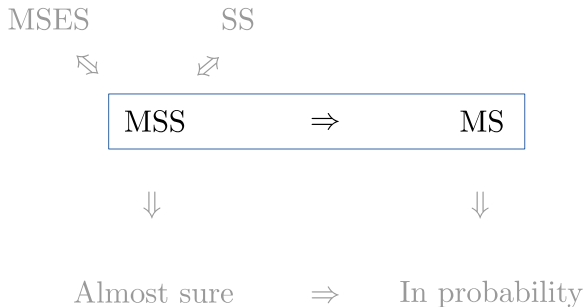 MSES SS
⇔ ⇔
MSS ⇒ MS
⇓ ⇓
Almost sure ⇒ In probability